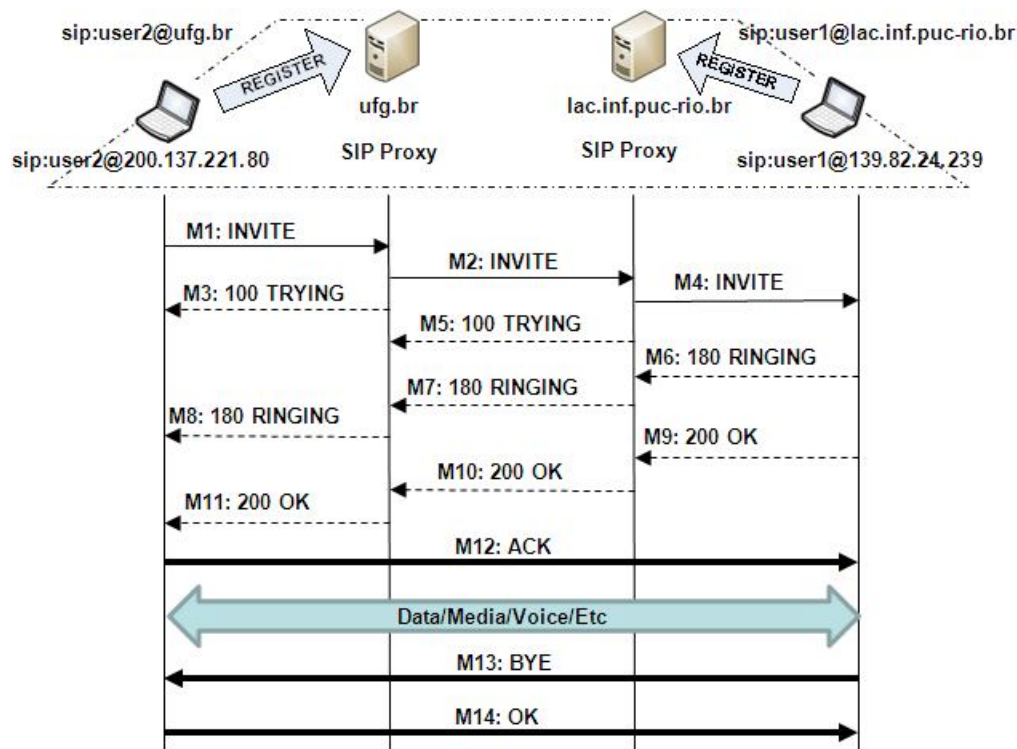 sip:user2@ufg.br
sip:user1@lac.inf.puc-rio.br
REGISTER
REGISTER
ufg.br
lac.inf.puc-rio.br
SIP Proxy
SIP Proxy
sip:user2@200.137.221.80
sip:user1@139.82.24.239
M1: INVITE
M2: INVITE
M4: INVITE
M3: 100 TRYING
M5: 100 TRYING
M6: 180 RINGING
M7: 180 RINGING
M8: 180 RINGING
M9: 200 OK
M10: 200 OK
M11: 200 OK
M12: ACK
Data/Media/Voice/Etc
M13: BYE
M14: OK